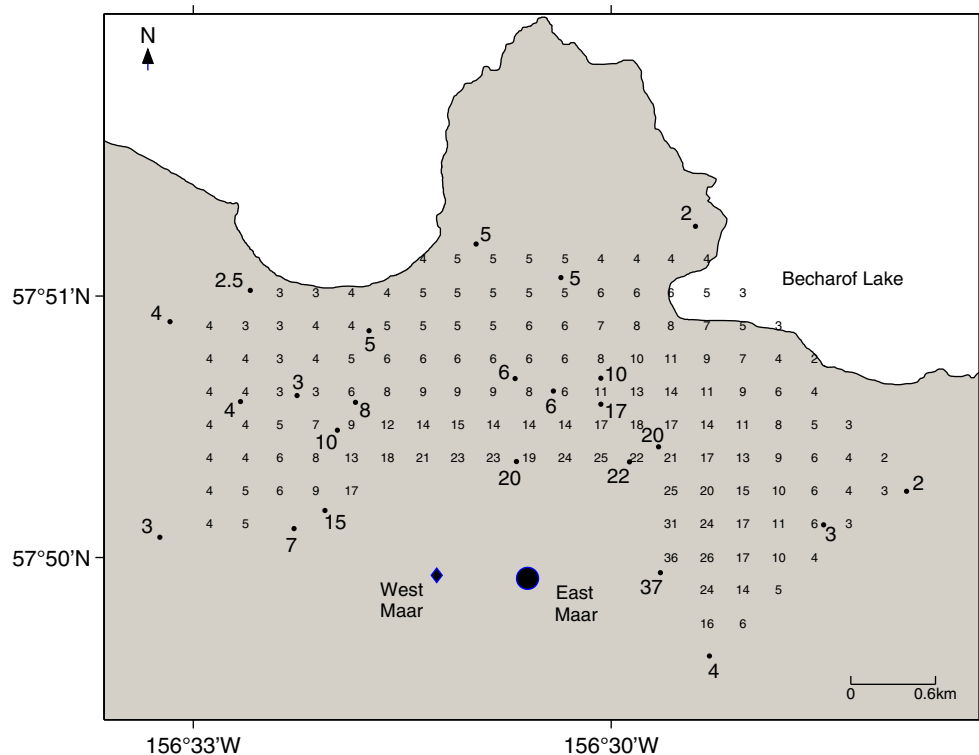 N
2
5
4 5 5 5 5 4 4 4 4
5
Becharof Lake
2.5
57°51'N
3 3 4 4 5 5 5 5 5 6 6 6 5 3
4
4 3 3 4 4 5 5 5 5 6 6 7 8 8 7 5 3
5
4 4 3 4 5 6 6 6 6 6 6 8 10 11 9 7 4 2
6 10
3
4 4 3 3 6 8 9 9 9 8 6 11 13 14 11 9 6 4
4 8 6 17
4 4 5 7 9 12 14 15 14 14 14 17 18 17 14 11 8 5 3
10 20
4 4 6 8 13 18 21 23 23 19 24 25 22 21 17 13 9 6 4 2
20 22
4 5 6 9 17 25 20 15 10 6 4 3
2
15
4 5 31 24 17 11 6 3
3 7 3
57°50'N
36 26 17 10 4
37
West
Maar
East
Maar
24 14 5
16 6
4
0 0.6km
156°33'W 156°30'W